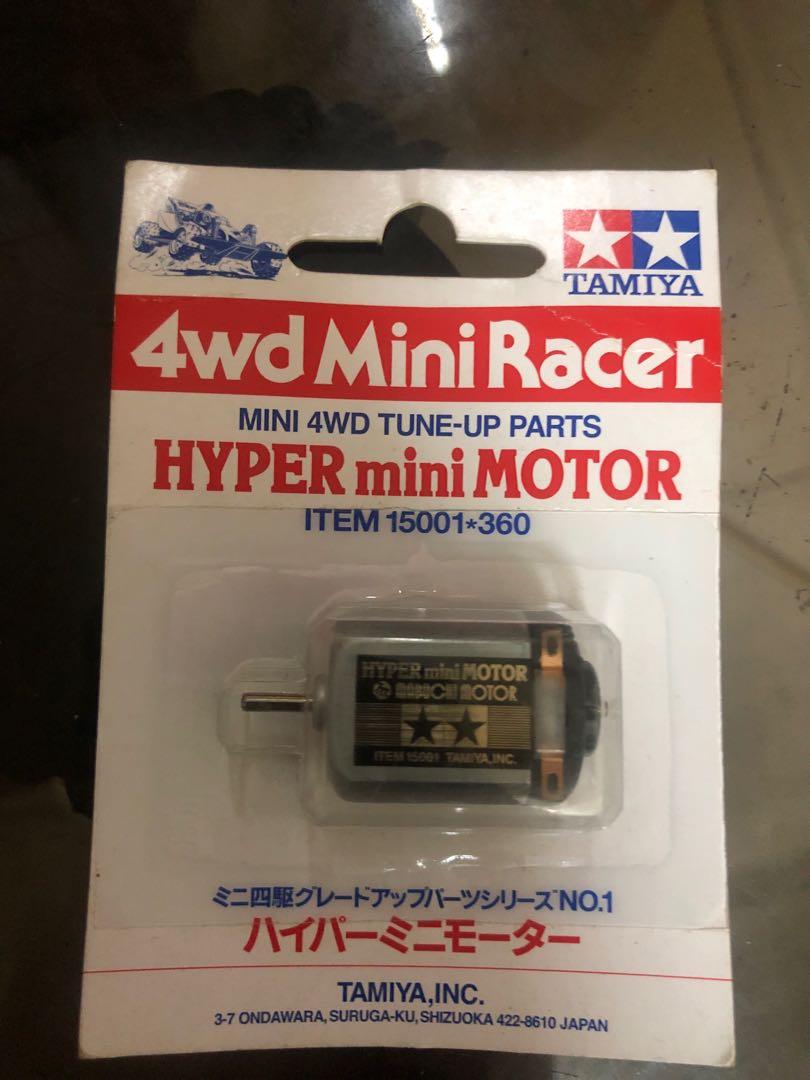 TAMIYA
4wd Mini Racer
MINI 4WD TUNE-UP PARTS
HYPER mini MOTOR
ITEM 15001*360
HYPER mini MOTOR
MABUCHI MOTOR
ITEM 15001 TAMIYA,INC.
ミニ四駆グレードアップパーツシリーズNO.1
ハイパーミニモーター
TAMIYA,INC.
3-7 ONDAWARA, SURUGA-KU, SHIZUOKA 422-8610 JAPAN